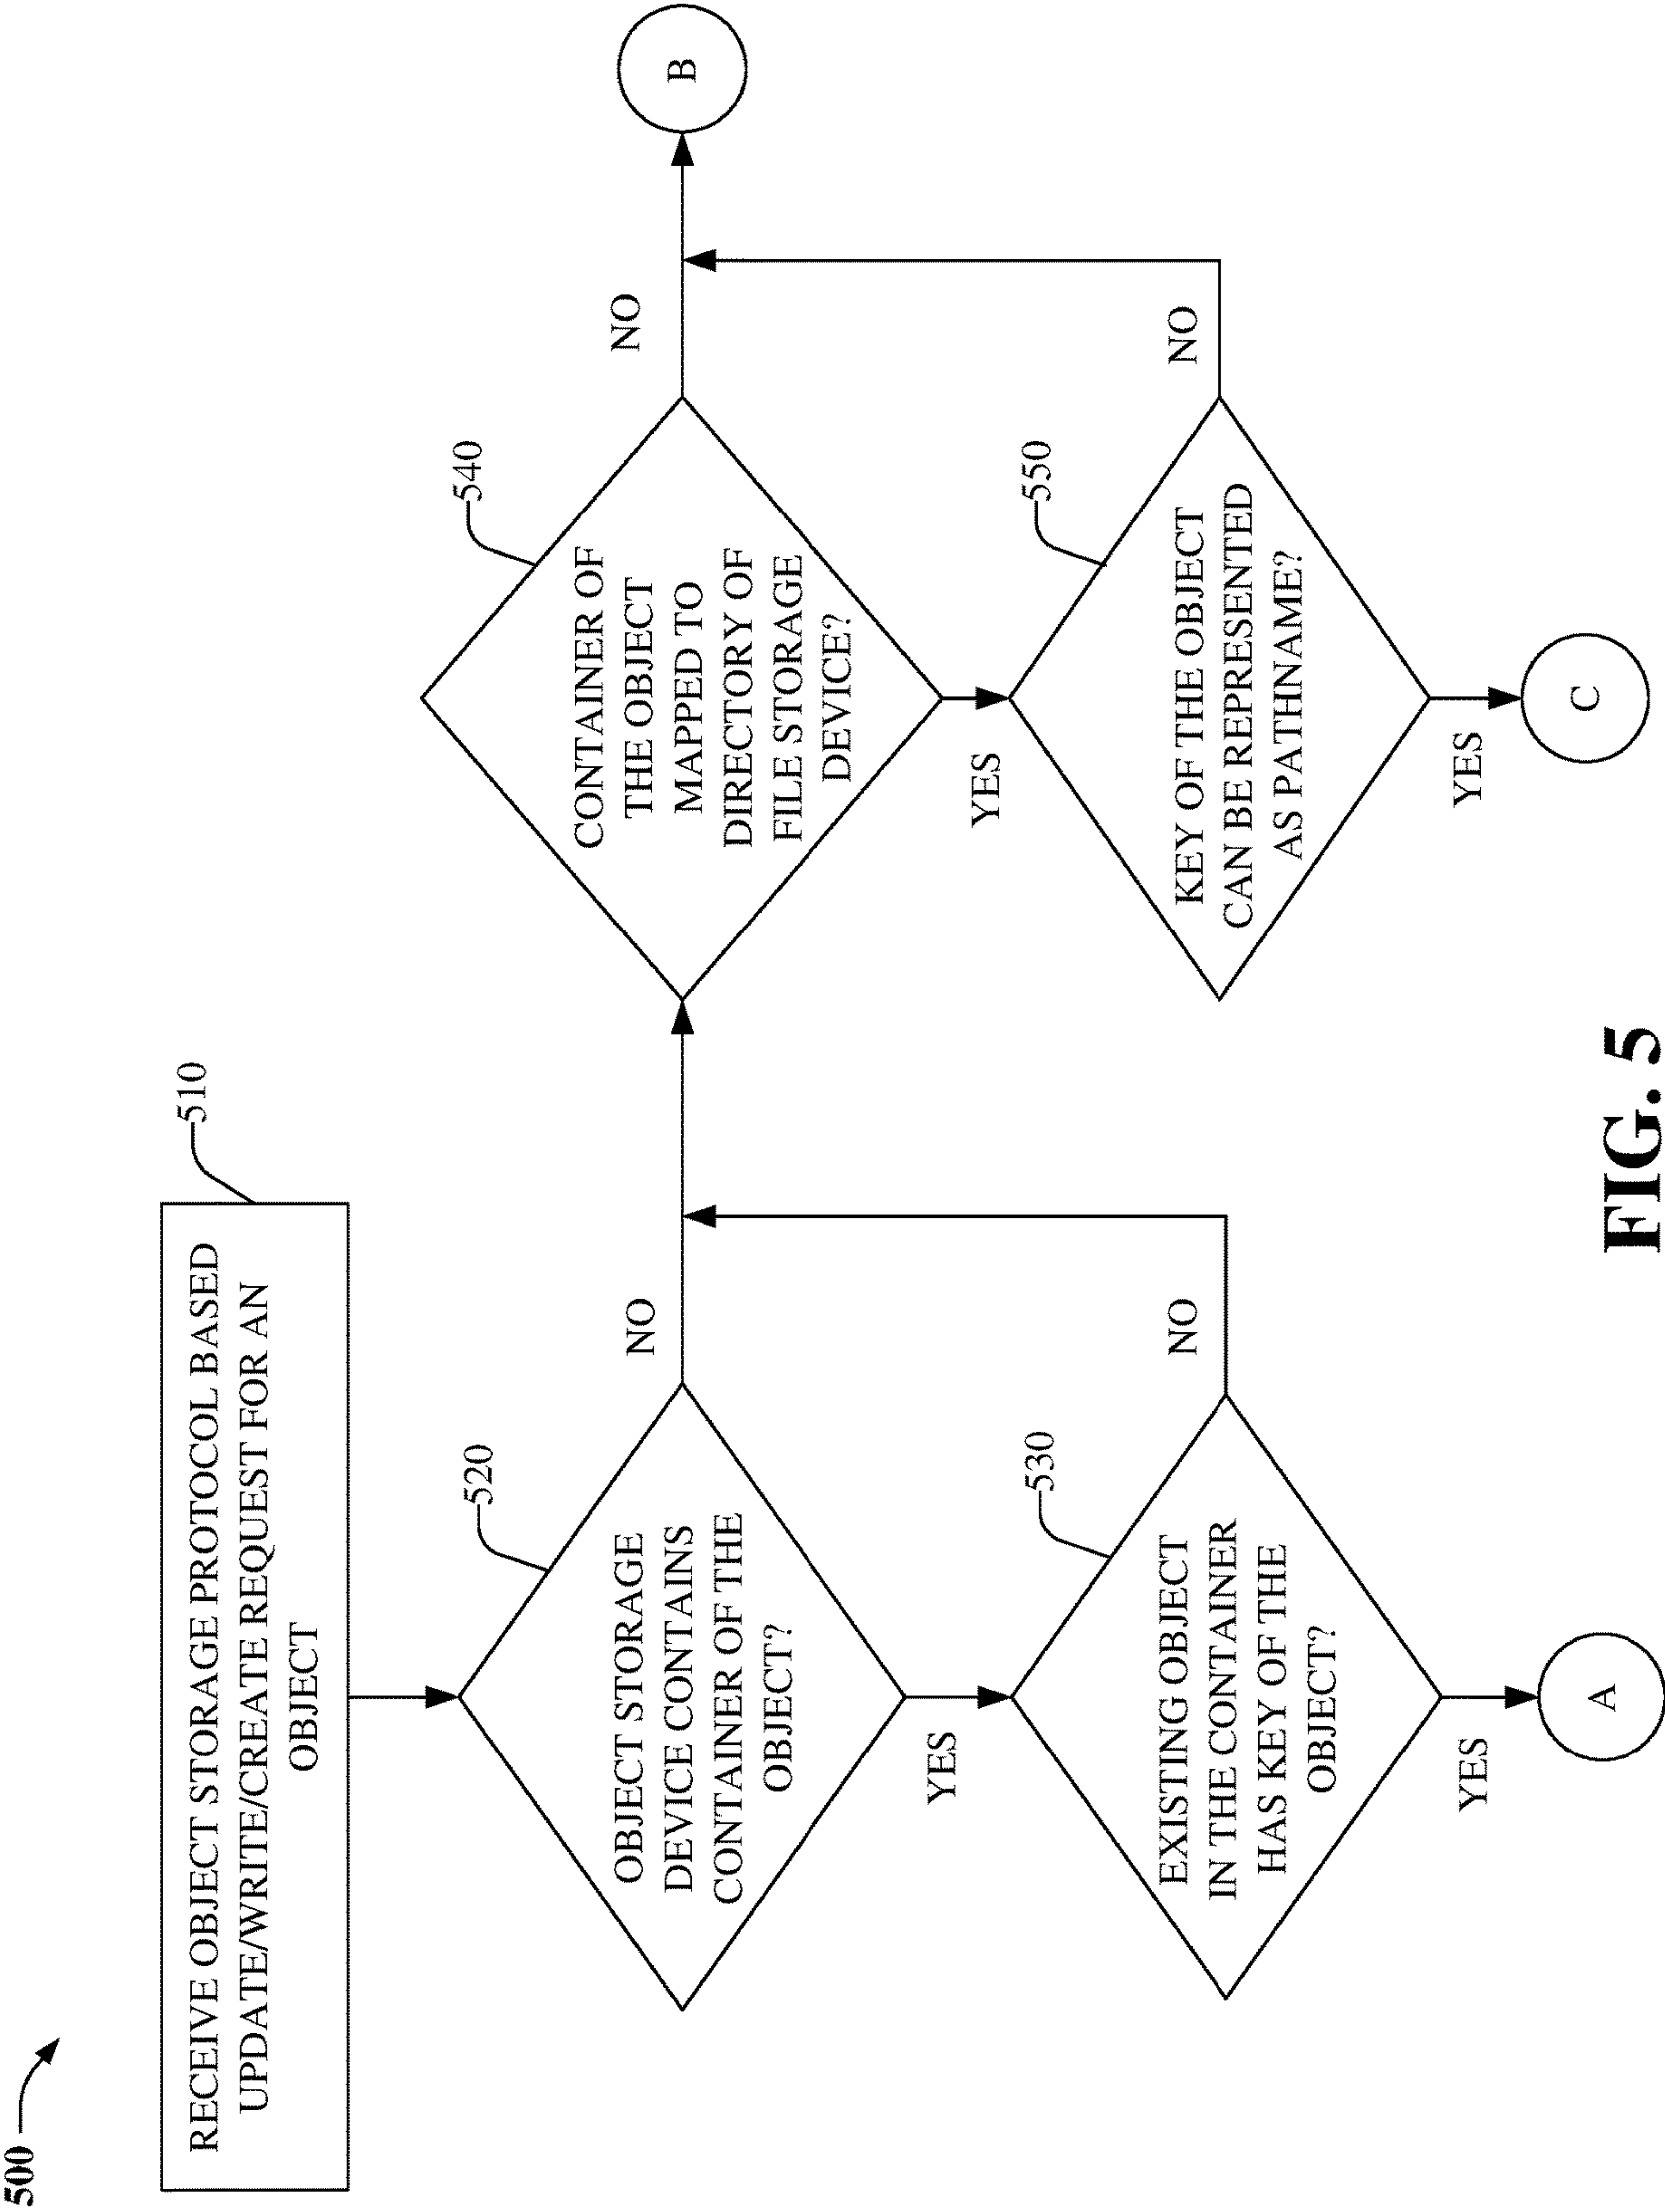 500
RECEIVE OBJECT STORAGE PROTOCOL BASED
UPDATE/WRITE/CREATE REQUEST FOR AN
OBJECT
510
OBJECT STORAGE
DEVICE CONTAINS
CONTAINER OF THE
OBJECT?
520
NO
YES
EXISTING OBJECT
IN THE CONTAINER
HAS KEY OF THE
OBJECT?
530
NO
YES
A
CONTAINER OF
THE OBJECT
MAPPED TO
DIRECTORY OF
FILE STORAGE
DEVICE?
540
NO
B
YES
KEY OF THE OBJECT
CAN BE REPRESENTED
AS PATHNAME?
550
NO
YES
C
FIG. 5